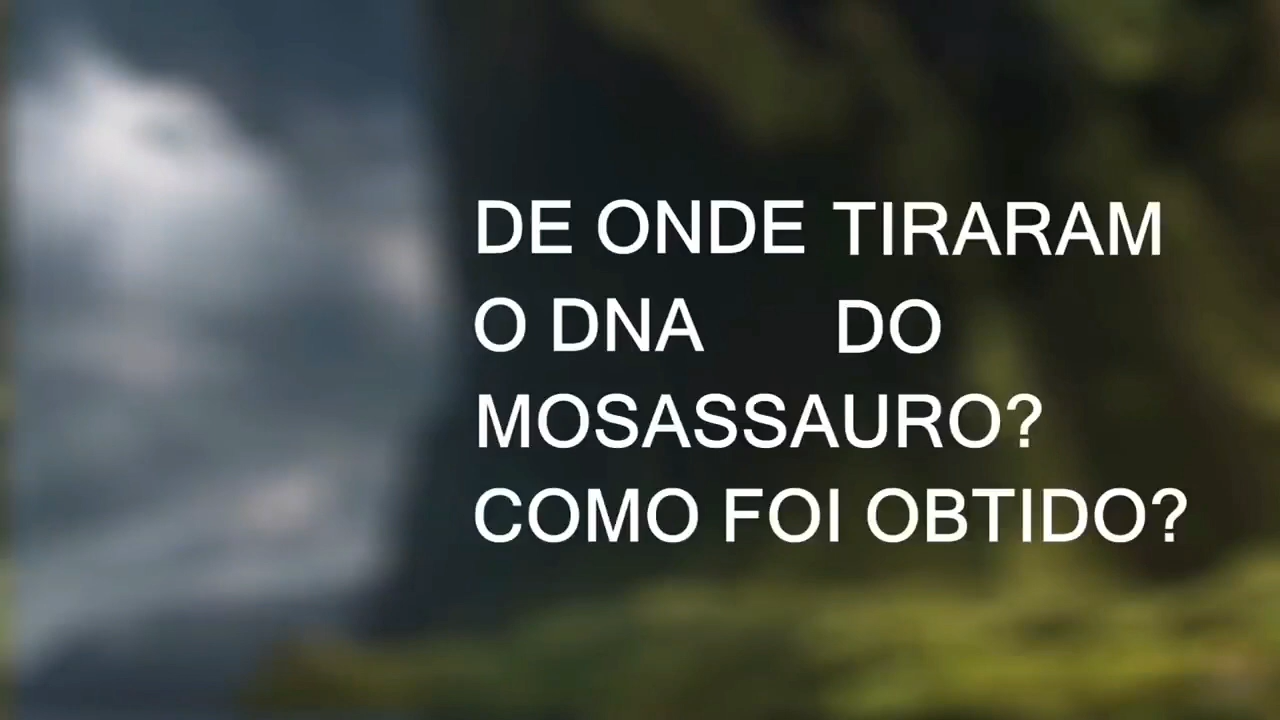 DE ONDE TIRARAM
O DNA DO
MOSASSAURO?
COMO FOI OBTIDO?